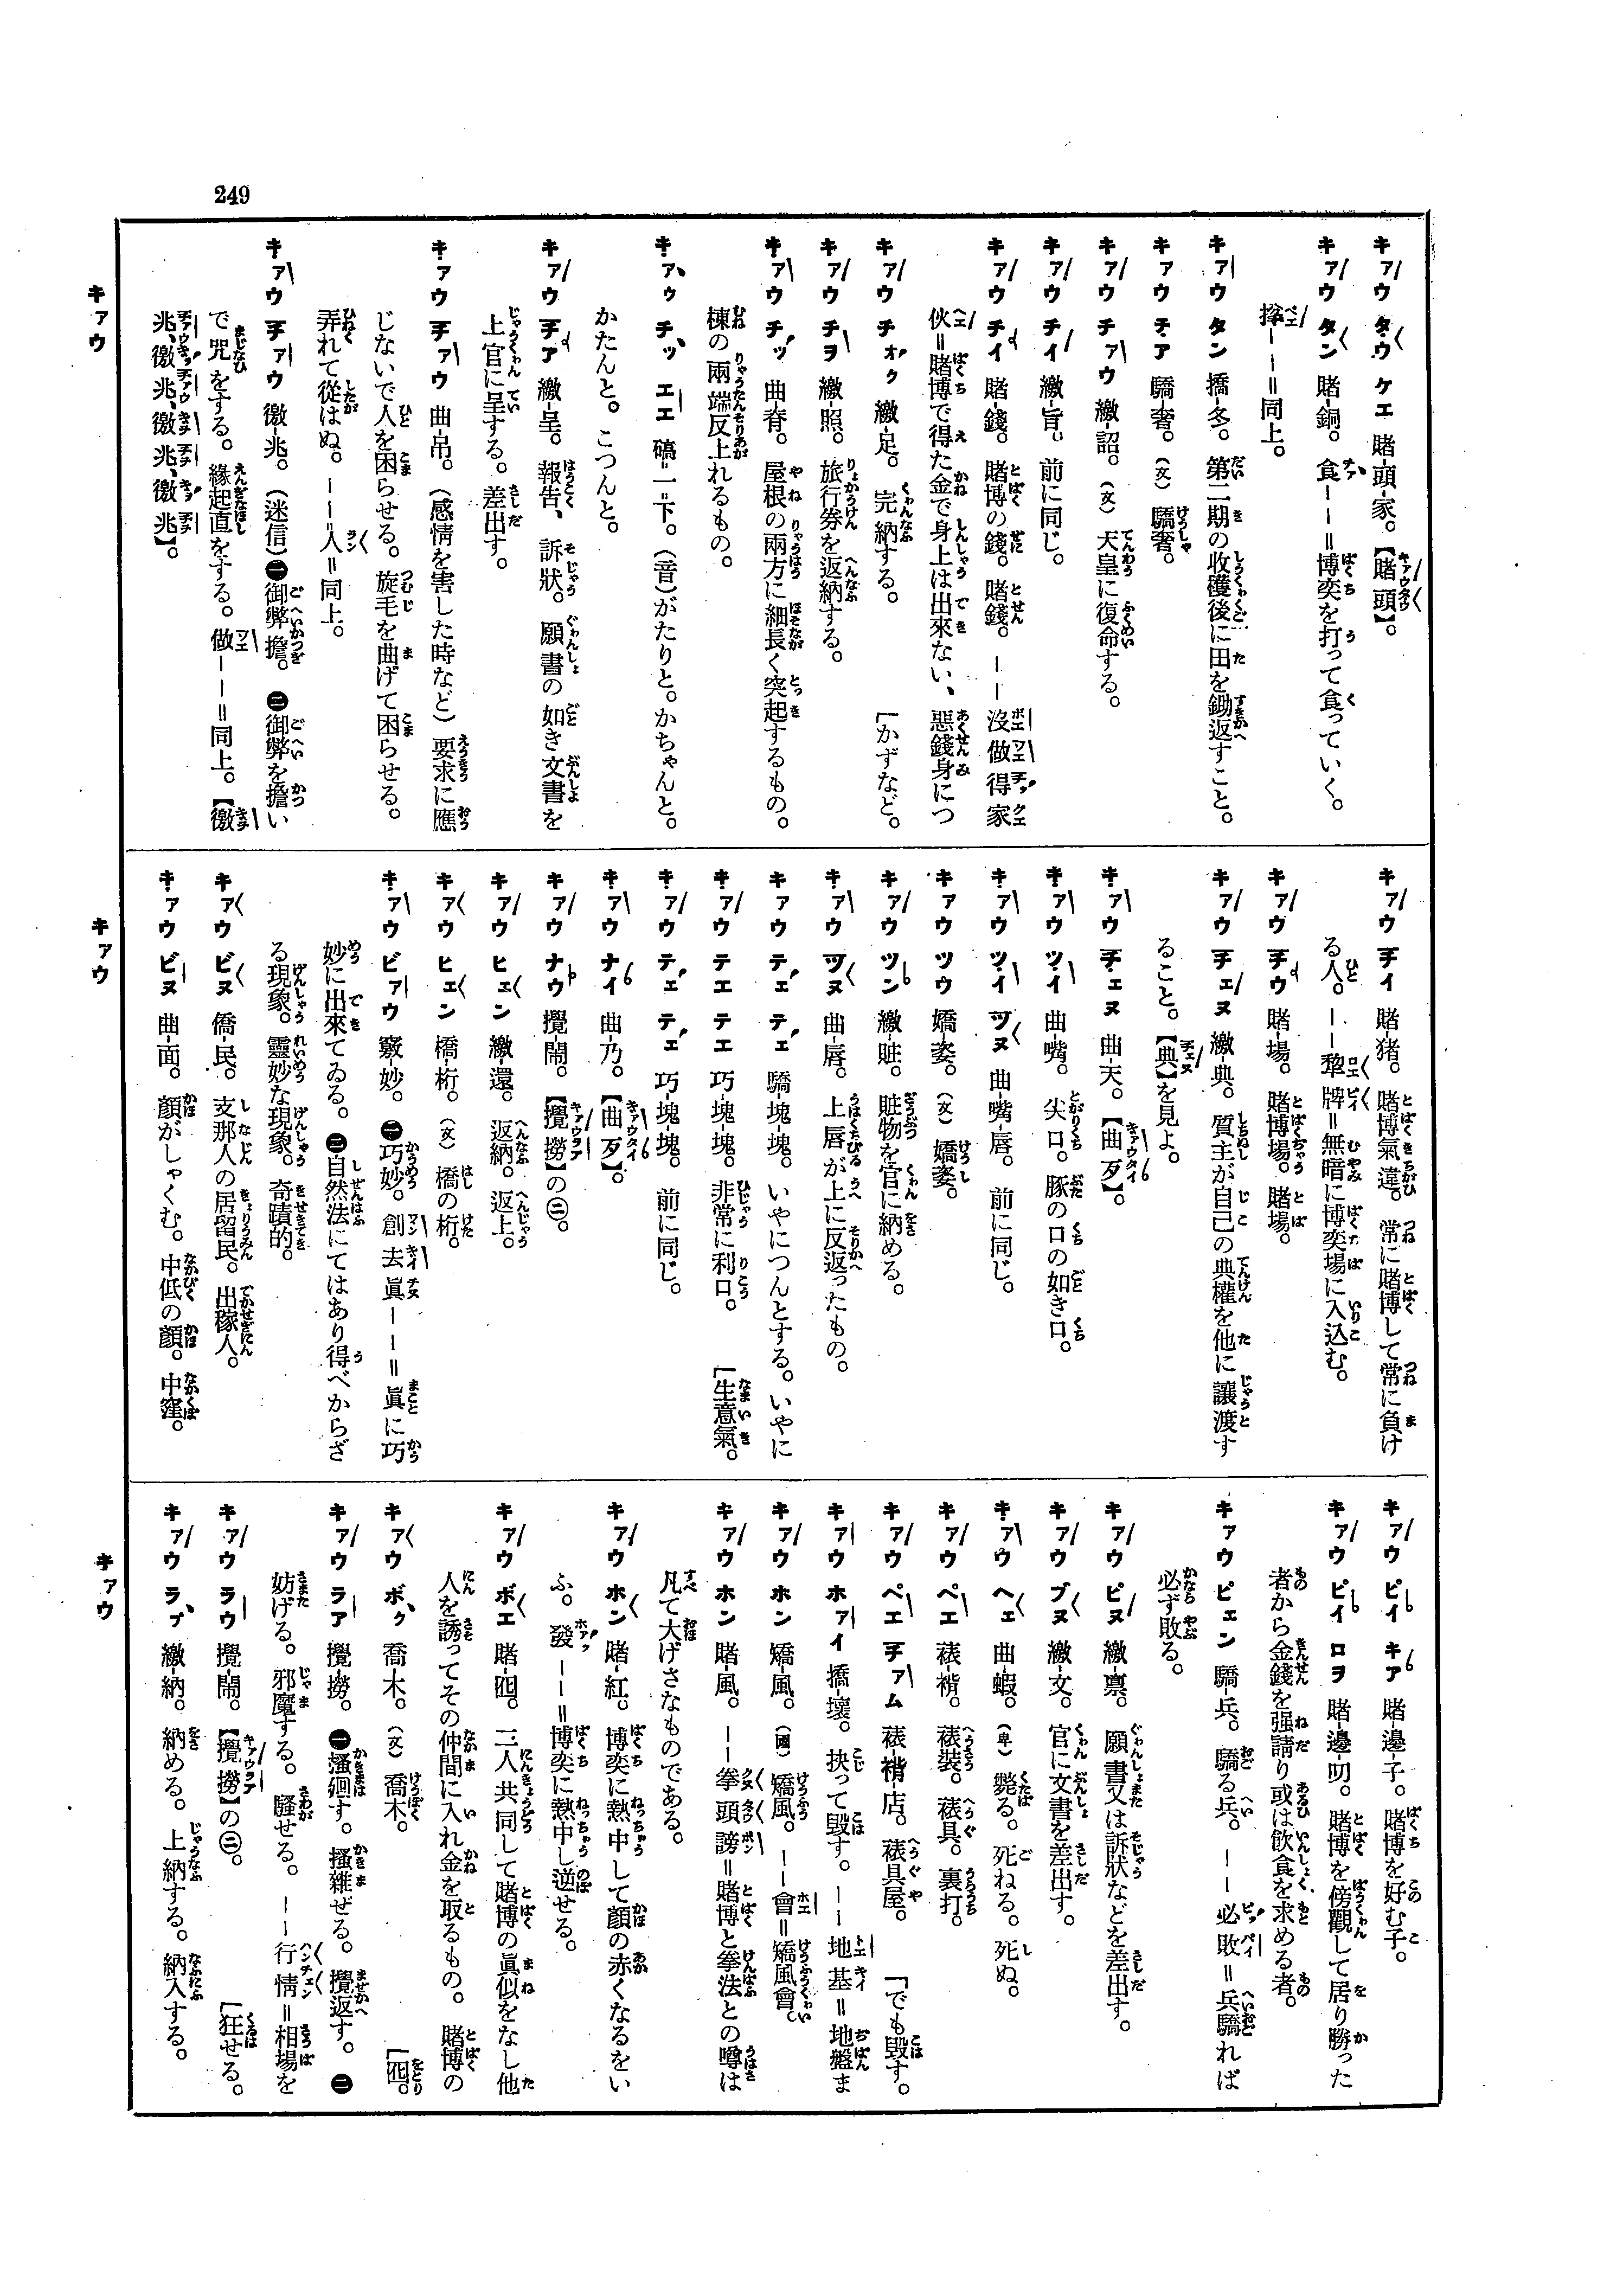 249
キァウ タウ ケエ 賭-頭-家。【賭頭】。
キァウ タン 賭-銅。食｜｜＝博奕を打って食っていく。
｜｜＝同上。
キァウ タン 橋-冬。第二期の收穫後に田を鋤返すこと。
キァウ チア 驕-奢。(文) 驕奢。
キァウ チァウ 繳-詔。(文) 天皇に復命する。
キァウ チイ 繳-旨。前に同じ。
キァウ チイ 賭-錢。賭博の錢。賭錢。｜｜沒做得家
伙＝賭博で得た金で身上は出來ない、惡錢身につ
キァウ チォク 繳-足。完納する。 [かずなど。
キァウ チヲ 繳-照。旅行券を返納する。
キァウ チッ 曲-脊。屋根の兩方に細長く突起するもの。
棟の兩端反上れるもの。
キァゥ チッ エエ 碻=一=下。(音)がたりと。かちゃんと。
かたんと。こつんと。
キァウ チア 繳-呈。報告、訴狀。願書の如き文書を
上官に呈する。差出す。
キァウ チァウ 曲-吊。(感情を害した時など) 要求に應
じないで人を困らせる。旋毛を曲げて困らせる。
弄れて從はぬ。｜｜人＝同上。
キァウ チァウ 徼-兆。(迷信)㊀御弊擔。㊁御弊を擔い
で咒をする。緣起直をする。做｜｜＝同上。【徼
兆、徼兆、徼兆、徼兆】。
キァウ
キァウ チイ 賭-猪。賭博氣違。常に賭博して常に負け
る人。｜｜犂牌＝無暗に博奕場に入込む。
キァウ チウ 賭-場。賭博場。賭場。
キァウ チェヌ 繳-典。質主が自己の典權を他に讓渡す
ること。【典】を見よ。
キァウ チェヌ 曲-天。【曲歹】。
キァウ ツイ 曲-嘴。尖口。豚の口の如き口。
キァウ ツイ ツヌ 曲-嘴-唇。前に同じ。
キァウ ツウ 嬌-姿。(文) 嬌姿。
キァウ ツン 繳-賍。賍物を官に納める。
キァウ ヅヌ 曲-唇。上唇が上に反返ったもの。
キァウ テェ テェ 驕-塊-塊。いやにつんとする。いやに
キァウ テエ テエ 巧-塊-塊。非常に利口。 [生意氣。
キァウ テェ テェ 巧-塊-塊。前に同じ。
キァウ ナイ 曲-乃。【曲歹】。
キァウ ナウ 攪-鬧。【攪撈】の㊁。
キァウ ヒェン 繳-還。返納。返上。
キァウ ヒェン 橋-桁。(文) 橋の桁。
キァウ ビァウ 竅-妙。㊀巧妙。創去眞｜｜＝眞に巧
妙に出來てゐる。㊁自然法にてはあり得べからざ
る現象。靈妙な現象。奇蹟的。
キァウ ビヌ 僑-民。支那人の居留民。出稼人。
キァウ ビヌ 曲-面。顏がしゃくむ。中低の顏。中窪。
キァウ
キァウ ピイ キア 賭-邊-子。賭博を好む子。
キァウ ピイ ロヲ 賭-邊-叨。賭博を傍觀して居り勝った
者から金錢を强請り或は飮食を求める者。
キァウ ピェン 驕-兵。驕る兵。｜｜必敗＝兵驕れば
必ず敗る。
キァウ ピヌ 繳-禀。願書又は訴狀などを差出す。
キァウ ブヌ 繳-文。官に文書を差出す。
キァウ ヘェ 曲-蝦。(卑) 斃る。死ねる。死ぬ。
キァウ ペエ 裱-褙。裱裝。裱具。裏打。
キァウ ペエ チァム 裱-褙-店。裱具屋。 [でも毀す。
キァウ ホァイ 橋-壞。抉って毀す。｜｜地基＝地盤ま
キァウ ホン 矯-風。(國) 矯風。｜｜會＝矯風會。
キァウ ホン 賭-風。｜｜拳頭謗＝賭博と拳法との噂は
凡て大げさなものである。
キァウ ホン 賭-紅。博奕に熱中して顏の赤くなるをい
ふ。發｜｜＝博奕に熱中し逆せる。
キァウ ボエ 賭-囮。二人共同して賭博の眞似をなし他
人を誘ってその仲間に入れ金を取るもの。賭博の
キァウ ボク 喬-木。(文) 喬木。 [囮。
キァウ ラア 攪-撈。㊀搔廻す。搔雜ぜる。攪返す。㊁
妨げる。邪魔する。騷せる。｜｜行情＝相場を
キァウ ラウ 攪-鬧。【攪撈】の㊁。 [狂せる。
キァウ ラプ 繳-納。納める。上納する。納入する。
キァウ